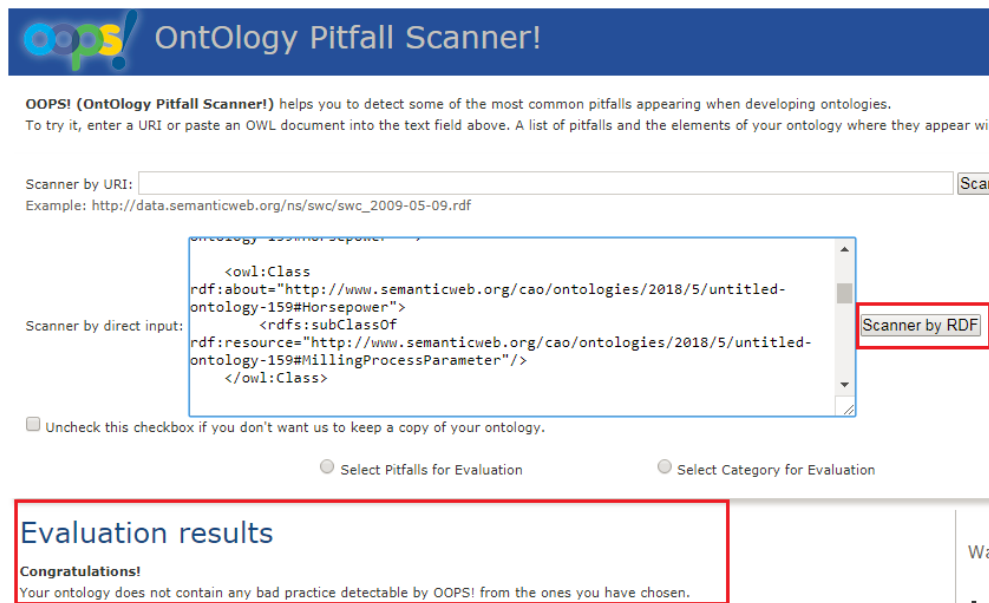 oops! OntOlogy Pitfall Scanner!
OOPS! (OntOlogy Pitfall Scanner!) helps you to detect some of the most common pitfalls appearing when developing ontologies.
To try it, enter a URI or paste an OWL document into the text field above. A list of pitfalls and the elements of your ontology where they appear wi
Scanner by URI:
Scan
Example: http://data.semanticweb.org/ns/swc/swc_2009-05-09.rdf
<owl:Class
rdf:about="http://www.semanticweb.org/cao/ontologies/2018/5/untitled-
ontology-159#Horsepower">
<rdfs:subClassOf
Scanner by direct input:
Scanner by RDF
rdf:resource="http://www.semanticweb.org/cao/ontologies/2018/5/untitled-
ontology-159#MillingProcessParameter"/>
</owl:Class>
Uncheck this checkbox if you don't want us to keep a copy of your ontology.
Select Pitfalls for Evaluation
Select Category for Evaluation
Evaluation results
Congratulations!
Your ontology does not contain any bad practice detectable by OOPS! from the ones you have chosen.